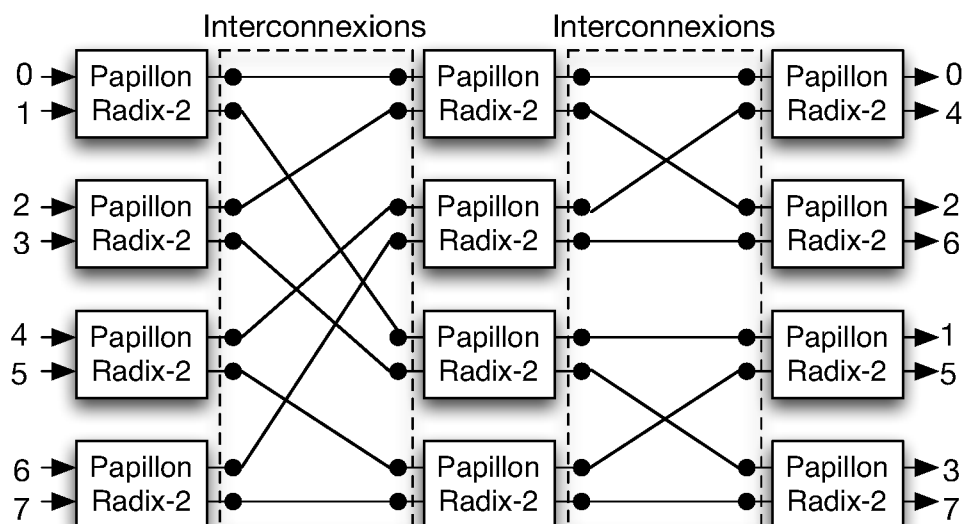 Interconnexions Interconnexions
0 Papillon Papillon Papillon 0
1 Radix-2 Radix-2 Radix-2 4
2 Papillon Papillon Papillon 2
3 Radix-2 Radix-2 Radix-2 6
4 Papillon Papillon Papillon 1
5 Radix-2 Radix-2 Radix-2 5
6 Papillon Papillon Papillon 3
7 Radix-2 Radix-2 Radix-2 7